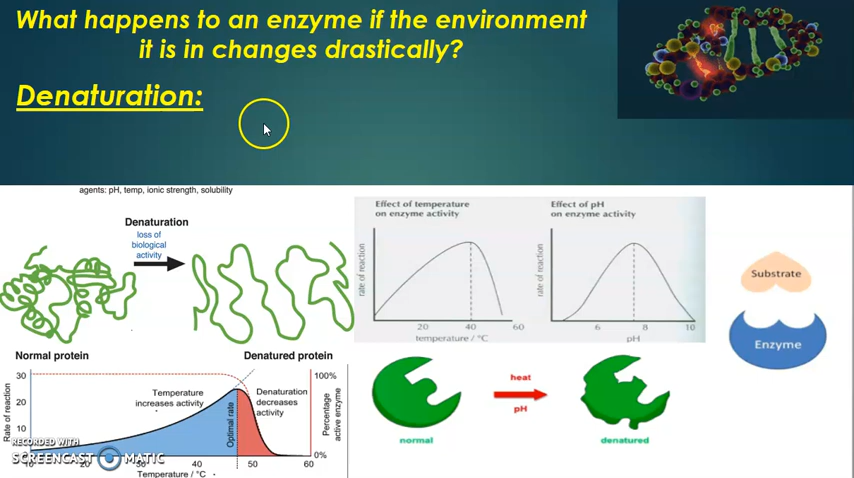 What happens to an enzyme if the environment
it is in changes drastically?
Denaturation:
agents: pH, temp, ionic strength, solubility
Denaturation
loss of
biological
activity
Normal protein
Denatured protein
Effect of temperature
on enzyme activity
rate of reaction
20
40
60
temperature / °C
Effect of pH
on enzyme activity
rate of reaction
6
8
10
pH
Substrate
Enzyme
30
20
10
Rate of reaction
Temperature
increases activity
Optimal rate
Denaturation
decreases
activity
100%
0%
Percentage
active enzyme
20
30
40
50
60
Temperature / °C
normal
heat
pH
denatured
RECORDED WITH
SCREENCAST MATIC